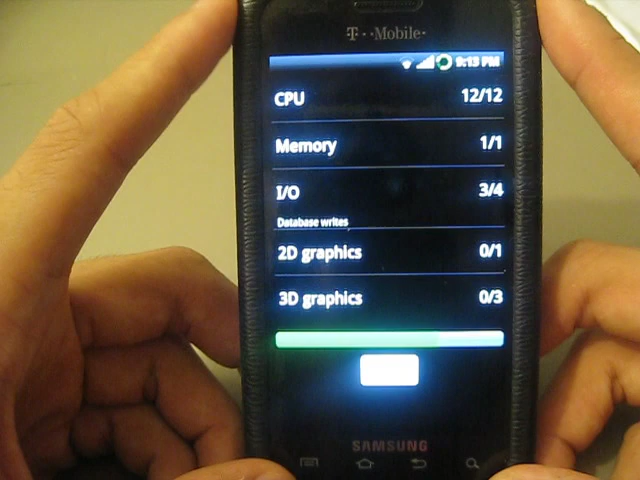 T··Mobile·
9:13 PM
CPU 12/12
Memory 1/1
I/O 3/4
Database writes
2D graphics 0/1
3D graphics 0/3
SAMSUNG